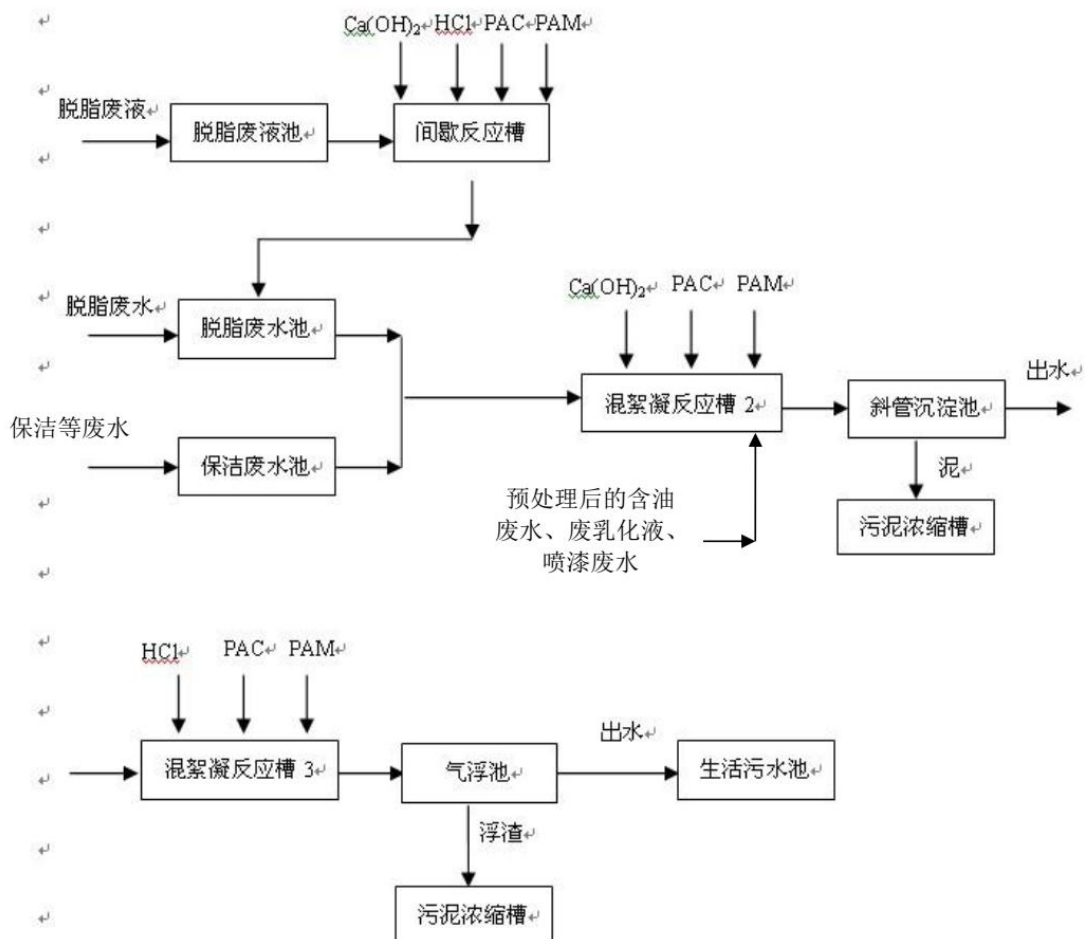 Ca(OH)₂↵ HCl↵ PAC↵ PAM↵
脱脂废液↵
脱脂废液池↵
间歇反应槽↵
Ca(OH)₂↵ PAC↵ PAM↵
脱脂废水↵
脱脂废水池↵
混絮凝反应槽 2↵
斜管沉淀池↵
出水↵
保洁等废水
保洁废水池↵
泥↵
预处理后的含油
废水、废乳化液、
喷漆废水
污泥浓缩槽↵
HCl↵ PAC↵ PAM↵
混絮凝反应槽 3↵
气浮池↵
出水↵
生活污水池↵
浮渣↵
污泥浓缩槽↵